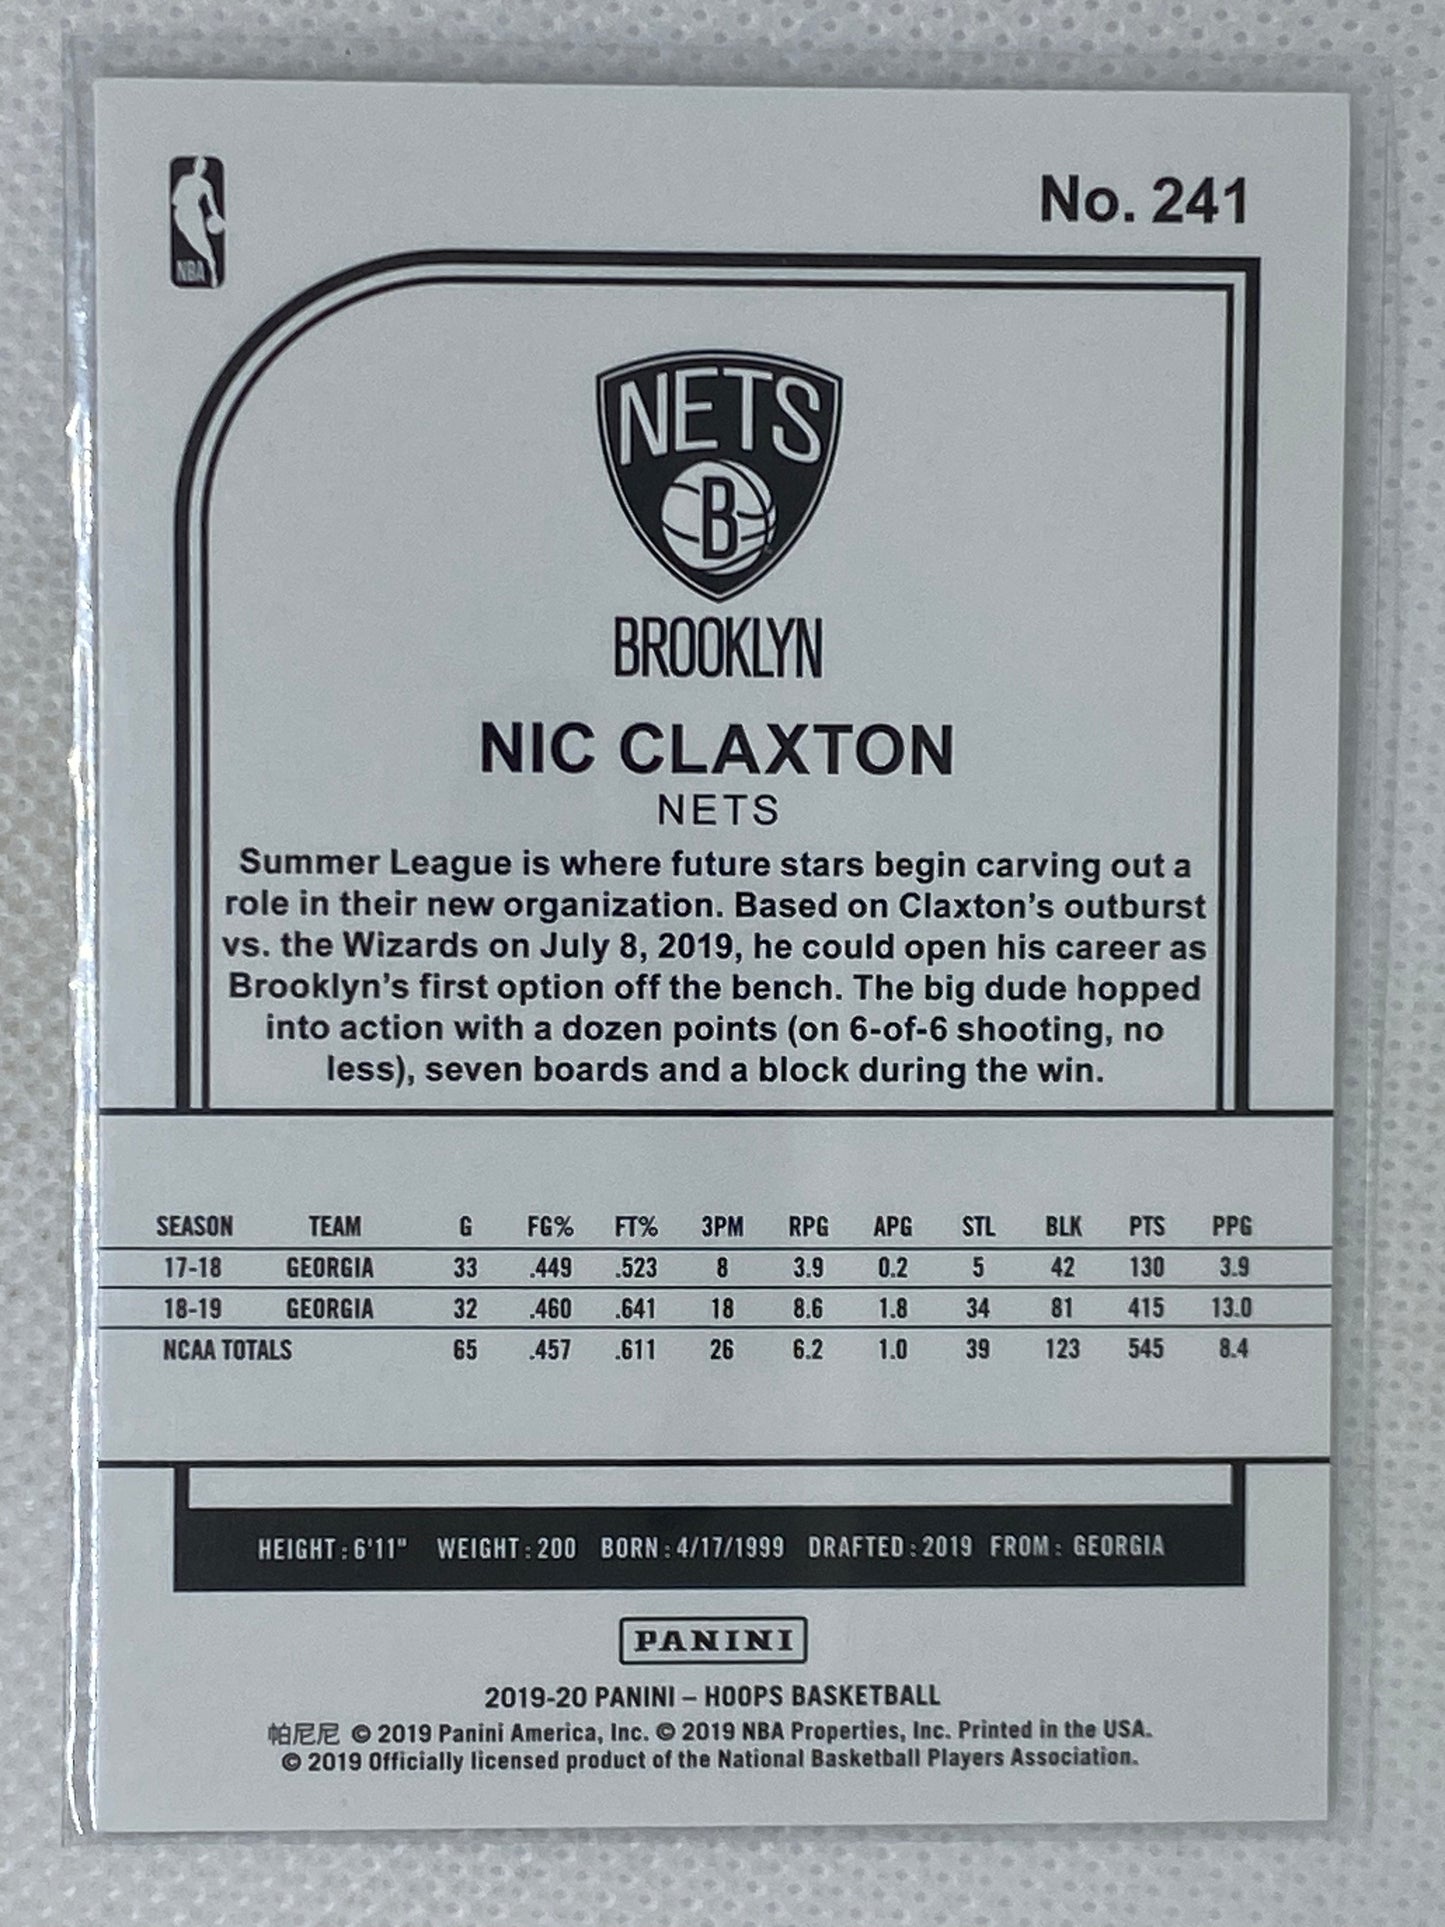 No. 241
NBA
NETS
B
BROOKLYN
NIC CLAXTON
NETS
Summer League is where future stars begin carving out a
role in their new organization. Based on Claxton's outburst
vs. the Wizards on July 8, 2019, he could open his career as
Brooklyn's first option off the bench. The big dude hopped
into action with a dozen points (on 6-of-6 shooting, no
less), seven boards and a block during the win.
SEASON TEAM G FG% FT% 3PM RPG APG STL BLK PTS PPG
17-18 GEORGIA 33 .449 .523 8 3.9 0.2 5 42 130 3.9
18-19 GEORGIA 32 .460 .641 18 8.6 1.8 34 81 415 13.0
NCAA TOTALS 65 .457 .611 26 6.2 1.0 39 123 545 8.4
HEIGHT: 6'11" WEIGHT: 200 BORN: 4/17/1999 DRAFTED: 2019 FROM: GEORGIA
PANINI
2019-20 PANINI – HOOPS BASKETBALL
帕尼尼 © 2019 Panini America, Inc. © 2019 NBA Properties, Inc. Printed in the USA.
© 2019 Officially licensed product of the National Basketball Players Association.